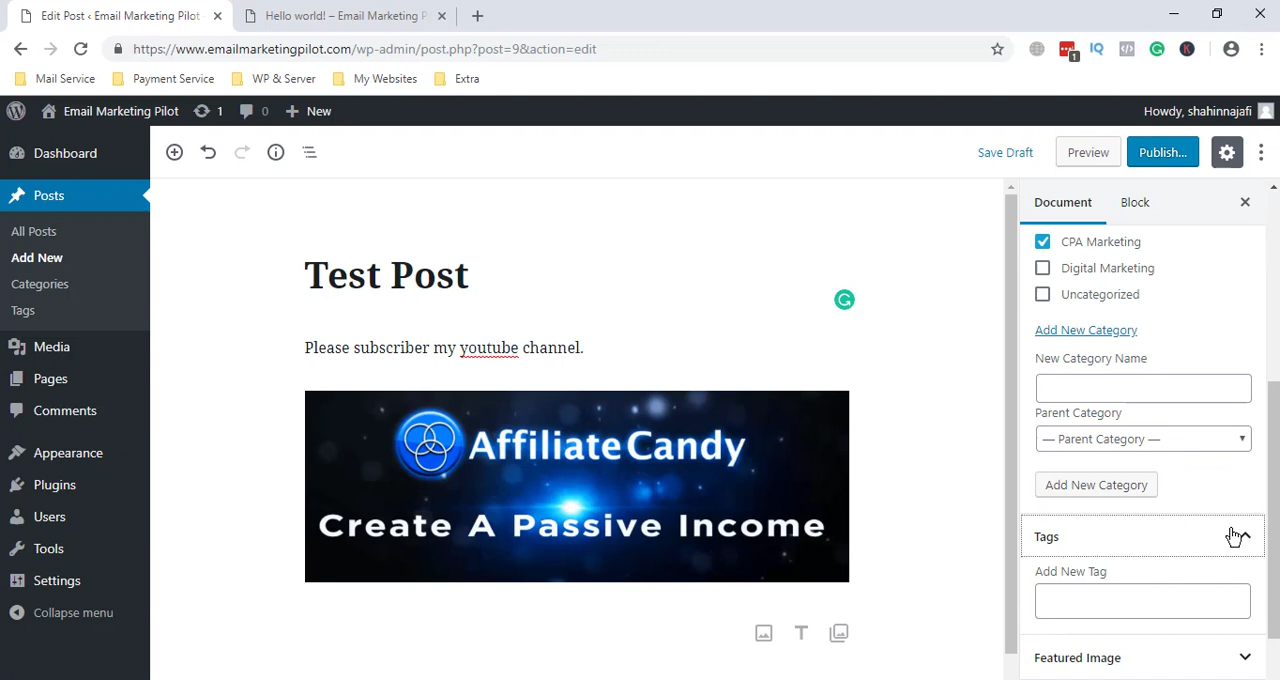 Edit Post ‹ Email Marketing Pilot
Hello world! – Email Marketing P
https://www.emailmarketingpilot.com/wp-admin/post.php?post=9&action=edit
1
IQ
K
Mail Service
Payment Service
WP & Server
My Websites
Extra
Email Marketing Pilot
1
0
New
Howdy, shahinnajafi
Dashboard
Posts
All Posts
Add New
Categories
Tags
Media
Pages
Comments
Appearance
Plugins
Users
Tools
Settings
Collapse menu
Save Draft
Preview
Publish...
Test Post
Please subscriber my youtube channel.
AffiliateCandy
Create A Passive Income
Document
Block
CPA Marketing
Digital Marketing
Uncategorized
Add New Category
New Category Name
Parent Category
— Parent Category —
Add New Category
Tags
Add New Tag
Featured Image